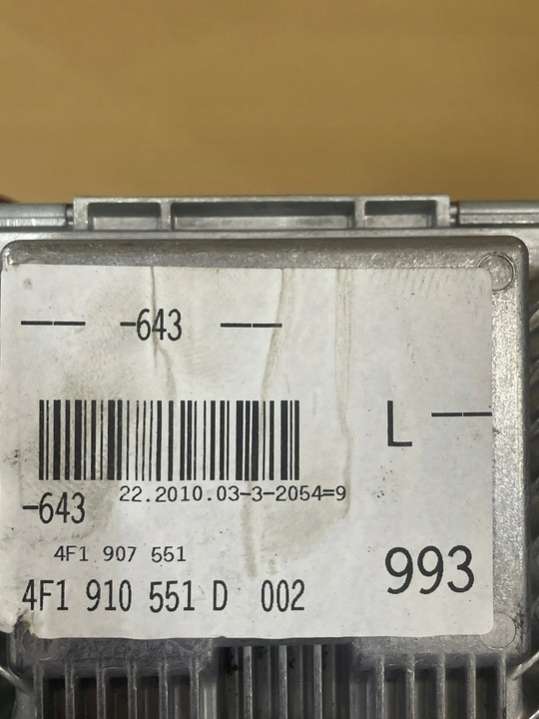 —— -643 ——
L —
22.2010.03-3-2054=9
-643
4F1 907 551
993
4F1 910 551 D 002